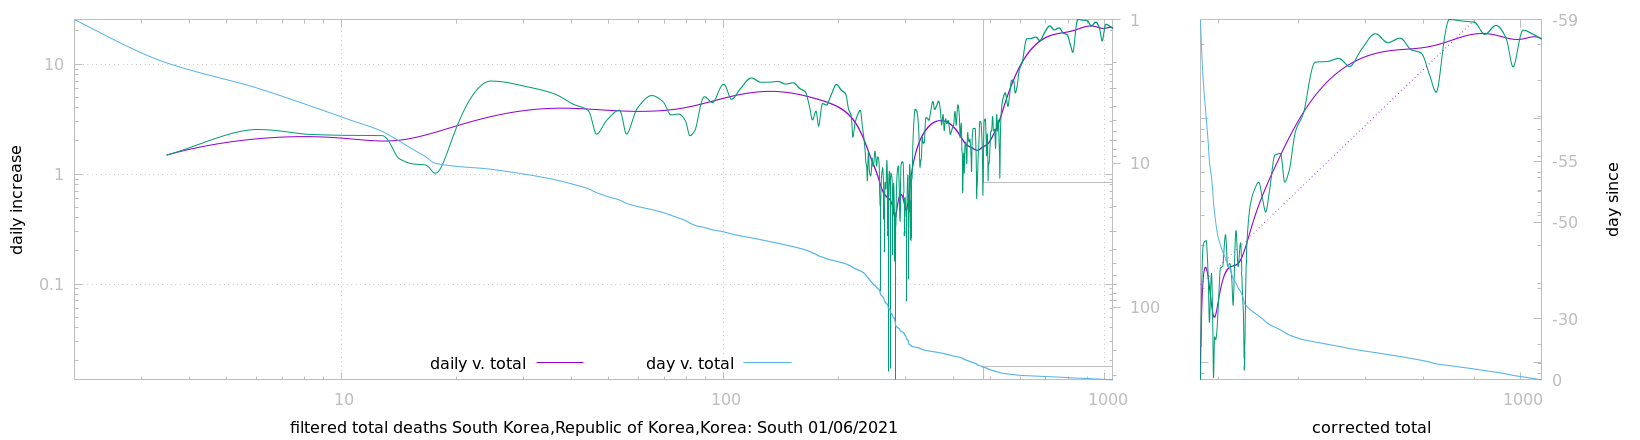 daily increase
10
1
0.1
1
10
100
daily v. total
day v. total
10
100
1000
filtered total deaths South Korea,Republic of Korea,Korea: South 01/06/2021
-59
-55
-50
-30
0
day since
1000
corrected total